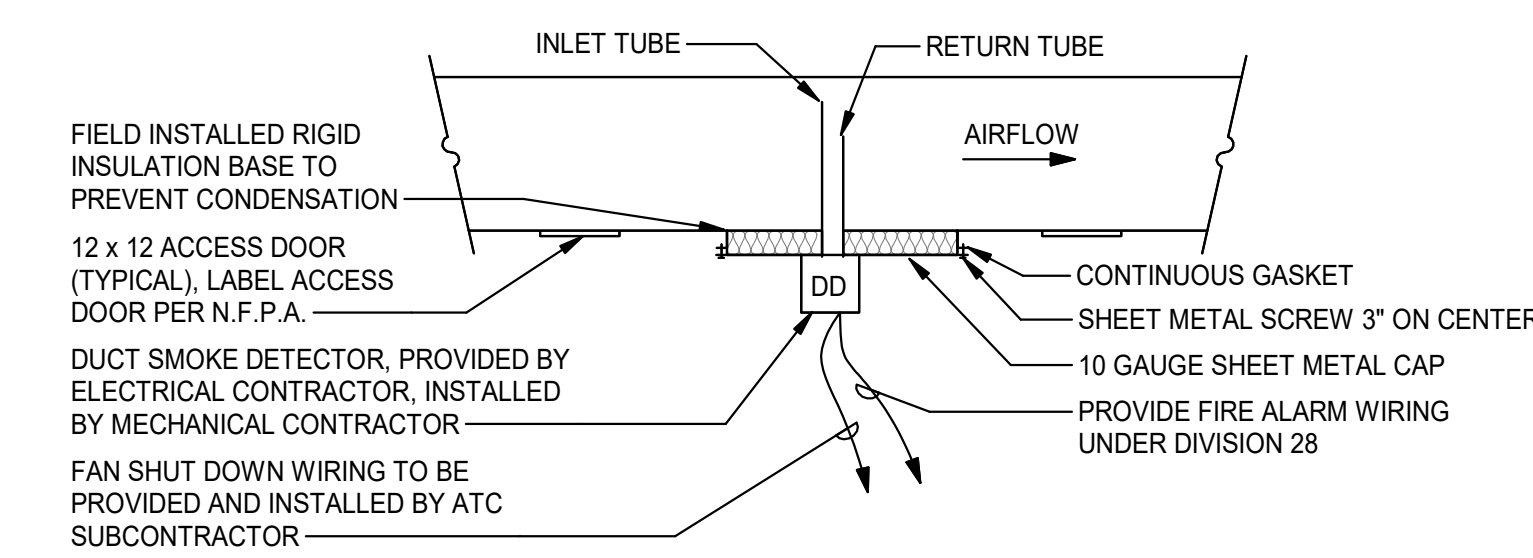 INLET TUBE
RETURN TUBE
FIELD INSTALLED RIGID
INSULATION BASE TO
PREVENT CONDENSATION
AIRFLOW
12 x 12 ACCESS DOOR
(TYPICAL), LABEL ACCESS
DOOR PER N.F.P.A.
DD
CONTINUOUS GASKET
SHEET METAL SCREW 3" ON CENTER
10 GAUGE SHEET METAL CAP
DUCT SMOKE DETECTOR, PROVIDED BY
ELECTRICAL CONTRACTOR, INSTALLED
BY MECHANICAL CONTRACTOR
PROVIDE FIRE ALARM WIRING
UNDER DIVISION 28
FAN SHUT DOWN WIRING TO BE
PROVIDED AND INSTALLED BY ATC
SUBCONTRACTOR